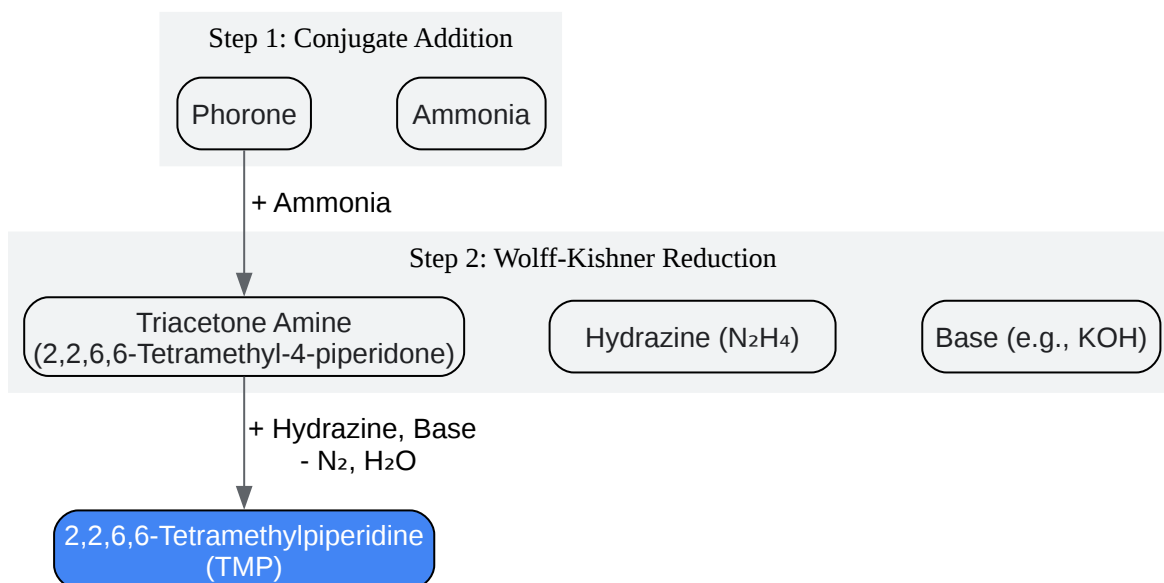 Step 1: Conjugate Addition
Phorone
Ammonia
+ Ammonia
Step 2: Wolff-Kishner Reduction
Triacetone Amine
(2,2,6,6-Tetramethyl-4-piperidone)
Hydrazine (N₂H₄)
Base (e.g., KOH)
+ Hydrazine, Base
- N₂, H₂O
2,2,6,6-Tetramethylpiperidine
(TMP)